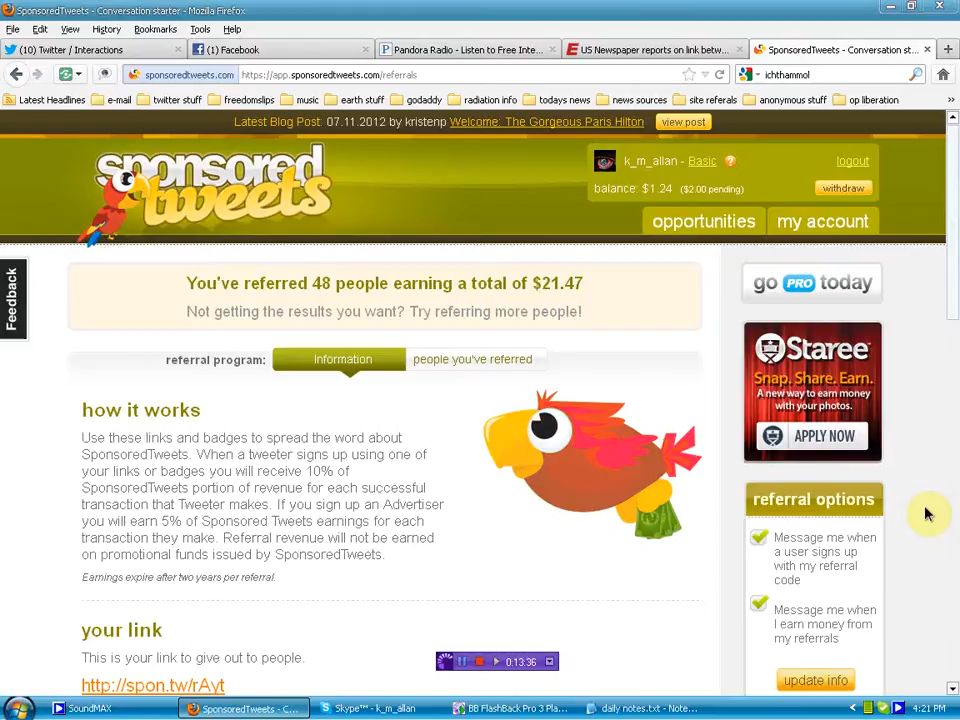 SponsoredTweets - Conversation starter - Mozilla Firefox
File Edit View History Bookmarks Tools Help
(10) Twitter / Interactions × (1) Facebook × Pandora Radio - Listen to Free Inte... × US Newspaper reports on link betw... × SponsoredTweets - Conversation st... × +
sponsoredtweets.com https://app.sponsoredtweets.com/referrals ichthammol
Latest Headlines e-mail twitter stuff freedomslips music earth stuff godaddy radiation info todays news news sources site referals anonymous stuff op liberation »
Latest Blog Post: 07.11.2012 by kristenp Welcome: The Gorgeous Paris Hilton view post
sponsored
tweets
k_m_allan - Basic ? logout
balance: $1.24 ($2.00 pending) withdraw
opportunities my account
Feedback
You've referred 48 people earning a total of $21.47
Not getting the results you want? Try referring more people!
go PRO today
referral program: Information people you've referred
Staree
Snap. Share. Earn.
A new way to earn money
with your photos.
APPLY NOW
how it works
Use these links and badges to spread the word about
SponsoredTweets. When a tweeter signs up using one of
your links or badges you will receive 10% of
SponsoredTweets portion of revenue for each successful
transaction that Tweeter makes. If you sign up an Advertiser
you will earn 5% of Sponsored Tweets earnings for each
transaction they make. Referral revenue will not be earned
on promotional funds issued by SponsoredTweets.
Earnings expire after two years per referral.
referral options
Message me when
a user signs up
with my referral
code
Message me when
I earn money from
my referrals
update info
your link
This is your link to give out to people.
http://spon.tw/rAyt
0:13:36
SoundMAX SponsoredTweets - C... Skype™ - k_m_allan BB FlashBack Pro 3 Pla... daily notes.txt - Note... 4:21 PM